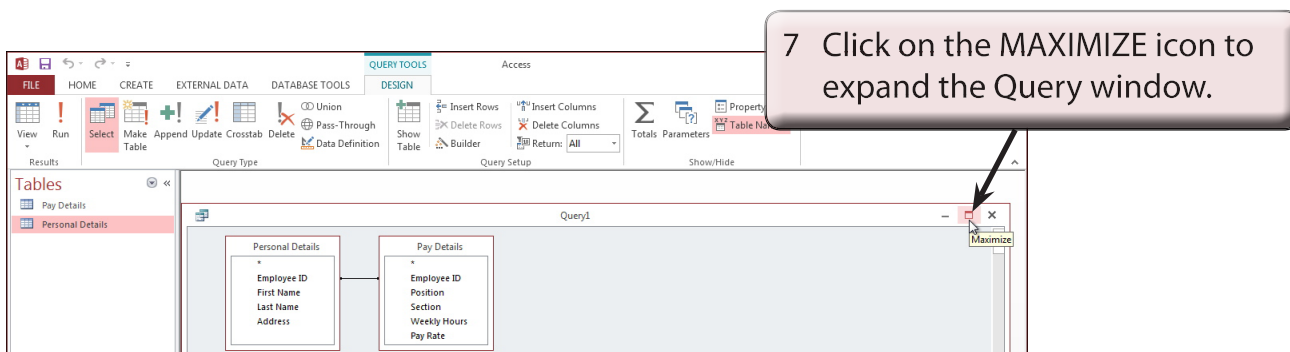 7 Click on the MAXIMIZE icon to
expand the Query window.
QUERY TOOLS Access
FILE HOME CREATE EXTERNAL DATA DATABASE TOOLS DESIGN
Union Insert Rows Insert Columns Property
Pass-Through Delete Rows Delete Columns Table
Data Definition Builder Return: All
View Run Select Make Table Append Update Crosstab Delete Show Table Totals Parameters
Results Query Type Query Setup Show/Hide
Tables
Pay Details
Personal Details
Query1
Maximize
Personal Details
*
Employee ID
First Name
Last Name
Address
Pay Details
*
Employee ID
Position
Section
Weekly Hours
Pay Rate